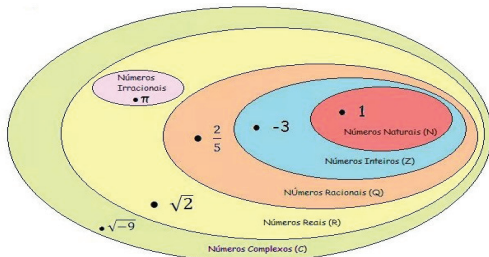 Números
Irracionais
π
1
Números Naturais (N)
-3
2/5
Números Inteiros (Z)
Números Racionais (Q)
√2
Números Reais (R)
√-9
Números Complexos (C)